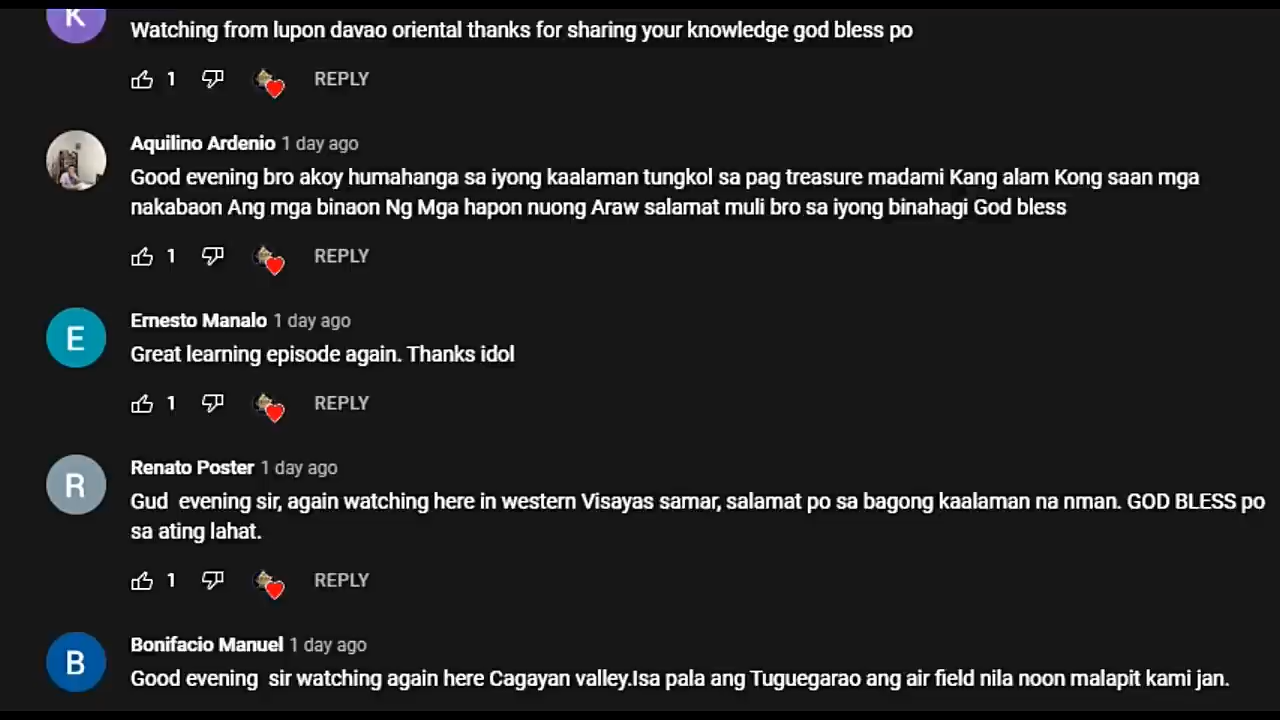 K
Watching from lupon davao oriental thanks for sharing your knowledge god bless po
1 REPLY
Aquilino Ardenio 1 day ago
Good evening bro akoy humahanga sa iyong kaalaman tungkol sa pag treasure madami Kang alam Kong saan mga
nakabaon Ang mga binaon Ng Mga hapon nuong Araw salamat muli bro sa iyong binahagi God bless
1 REPLY
E
Ernesto Manalo 1 day ago
Great learning episode again. Thanks idol
1 REPLY
R
Renato Poster 1 day ago
Gud  evening sir, again watching here in western Visayas samar, salamat po sa bagong kaalaman na nman. GOD BLESS po
sa ating lahat.
1 REPLY
B
Bonifacio Manuel 1 day ago
Good evening  sir watching again here Cagayan valley.Isa pala ang Tuguegarao ang air field nila noon malapit kami jan.